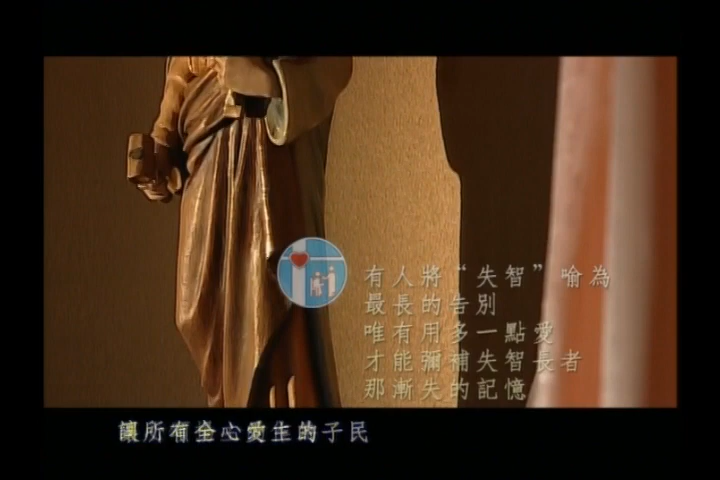 有人將“失智”喻為
最長的告別
唯有用多一點愛
才能彌補失智長者
那漸失的記憶
讓所有全心愛主的子民